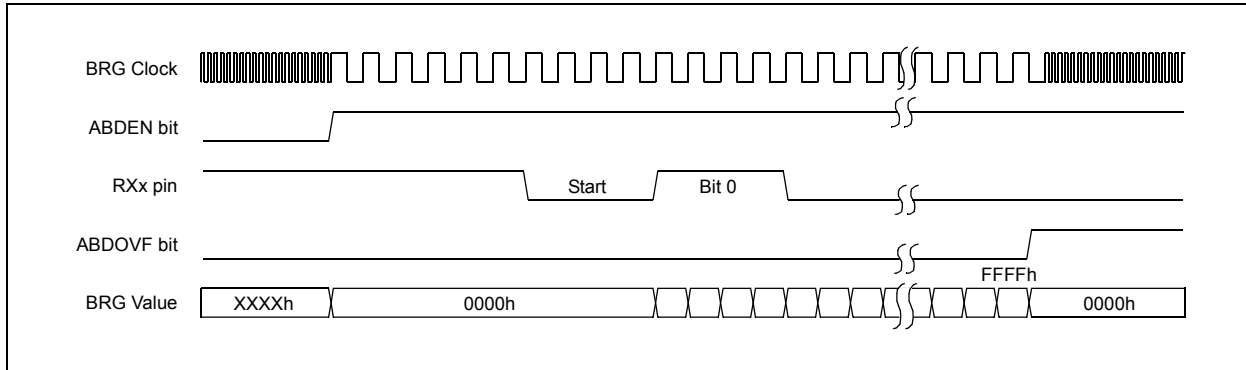 BRG Clock
ABDEN bit
RXx pin
Start
Bit 0
ABDOVF bit
FFFFh
BRG Value
XXXXh
0000h
0000h